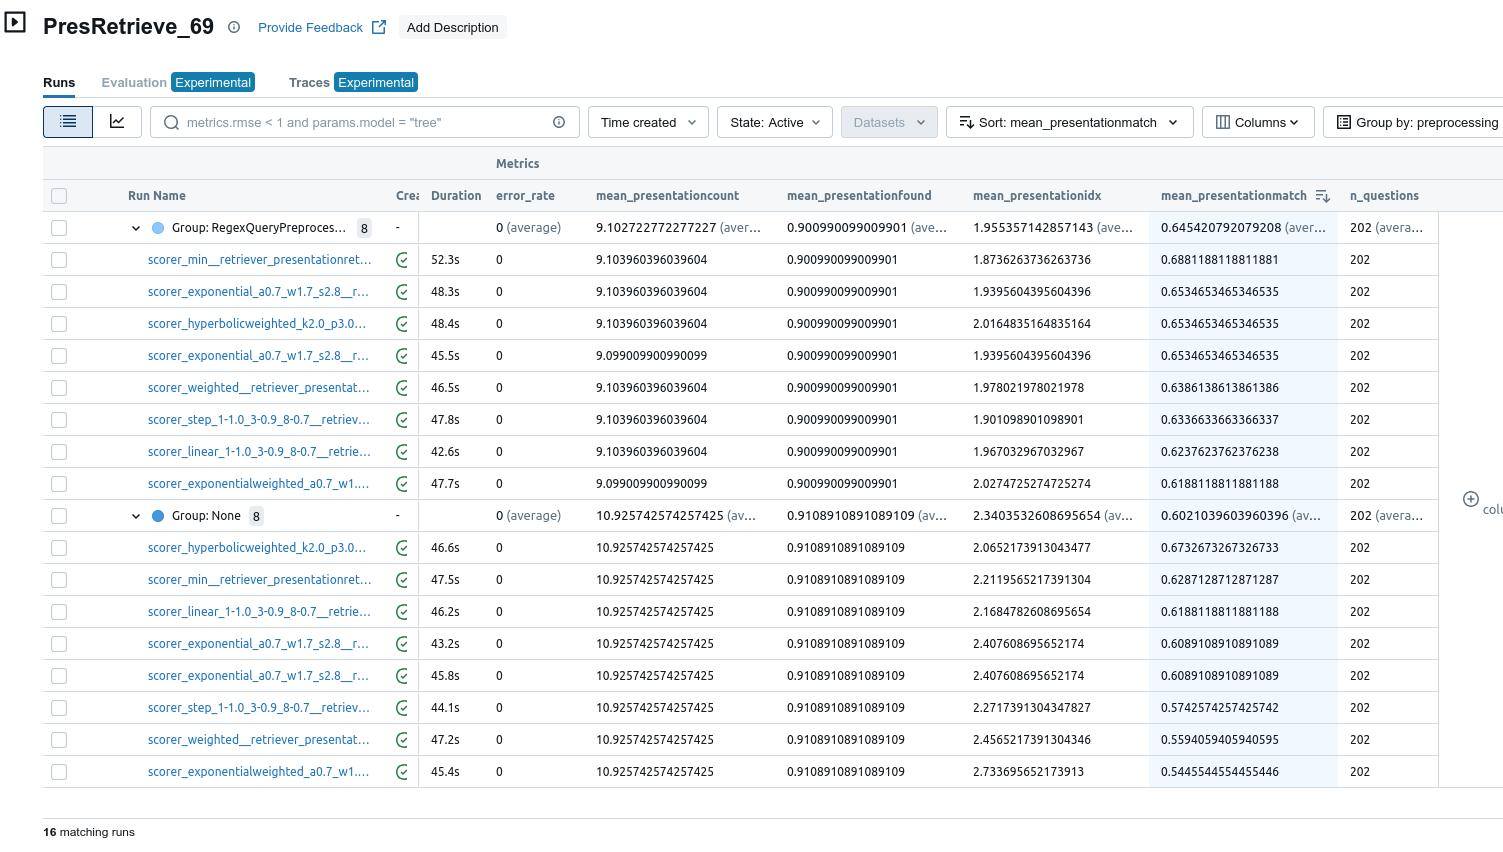 PresRetrieve_69 Provide Feedback Add Description
Runs Evaluation Experimental Traces Experimental
metrics.rmse < 1 and params.model = "tree" Time created State: Active Datasets Sort: mean_presentationmatch Columns Group by: preprocessing
Metrics
Run Name Crea Duration error_rate mean_presentationcount mean_presentationfound mean_presentationidx mean_presentationmatch n_questions
Group: RegexQueryPreproces... 8 - 0 (average) 9.102722772277227 (aver... 0.900990099009901 (ave... 1.955357142857143 (ave... 0.645420792079208 (aver... 202 (avera...
scorer_min__retriever_presentationret... 52.3s 0 9.103960396039604 0.900990099009901 1.8736263736263736 0.6881188118811881 202
scorer_exponential_a0.7_w1.7_s2.8__r... 48.3s 0 9.103960396039604 0.900990099009901 1.9395604395604396 0.6534653465346535 202
scorer_hyperbolicweighted_k2.0_p3.0... 48.4s 0 9.103960396039604 0.900990099009901 2.0164835164835164 0.6534653465346535 202
scorer_exponential_a0.7_w1.7_s2.8__r... 45.5s 0 9.099009900990099 0.900990099009901 1.9395604395604396 0.6534653465346535 202
scorer_weighted__retriever_presentat... 46.5s 0 9.103960396039604 0.900990099009901 1.978021978021978 0.6386138613861386 202
scorer_step_1-1.0_3-0.9_8-0.7__retriev... 47.8s 0 9.103960396039604 0.900990099009901 1.901098901098901 0.6336633663366337 202
scorer_linear_1-1.0_3-0.9_8-0.7__retrie... 42.6s 0 9.103960396039604 0.900990099009901 1.967032967032967 0.6237623762376238 202
scorer_exponentialweighted_a0.7_w1.... 47.7s 0 9.099009900990099 0.900990099009901 2.0274725274725274 0.6188118811881188 202
Group: None 8 - 0 (average) 10.925742574257425 (av... 0.9108910891089109 (av... 2.3403532608695654 (av... 0.6021039603960396 (av... 202 (avera...
colu
scorer_hyperbolicweighted_k2.0_p3.0... 46.6s 0 10.925742574257425 0.9108910891089109 2.0652173913043477 0.6732673267326733 202
scorer_min__retriever_presentationret... 47.5s 0 10.925742574257425 0.9108910891089109 2.2119565217391304 0.6287128712871287 202
scorer_linear_1-1.0_3-0.9_8-0.7__retrie... 46.2s 0 10.925742574257425 0.9108910891089109 2.1684782608695654 0.6188118811881188 202
scorer_exponential_a0.7_w1.7_s2.8__r... 43.2s 0 10.925742574257425 0.9108910891089109 2.407608695652174 0.6089108910891089 202
scorer_exponential_a0.7_w1.7_s2.8__r... 45.8s 0 10.925742574257425 0.9108910891089109 2.407608695652174 0.6089108910891089 202
scorer_step_1-1.0_3-0.9_8-0.7__retriev... 44.1s 0 10.925742574257425 0.9108910891089109 2.2717391304347827 0.5742574257425742 202
scorer_weighted__retriever_presentat... 47.2s 0 10.925742574257425 0.9108910891089109 2.4565217391304346 0.5594059405940595 202
scorer_exponentialweighted_a0.7_w1.... 45.4s 0 10.925742574257425 0.9108910891089109 2.733695652173913 0.5445544554455446 202
16 matching runs